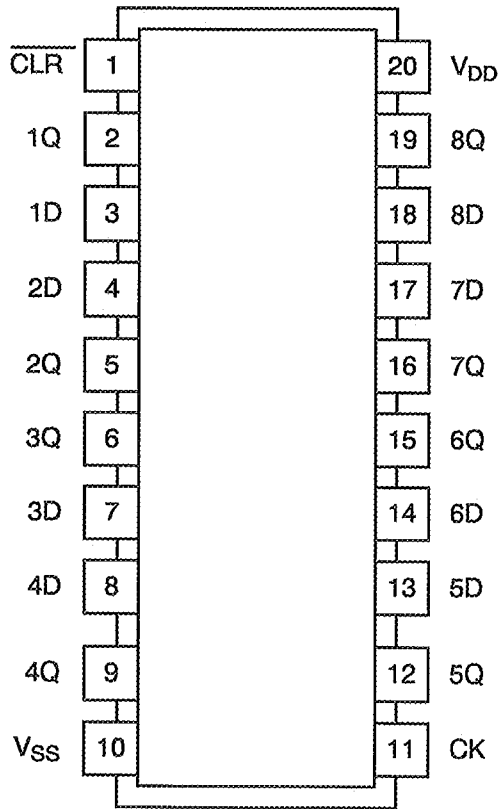 C̅L̅R̅ 1 20 VDD
1Q 2 19 8Q
1D 3 18 8D
2D 4 17 7D
2Q 5 16 7Q
3Q 6 15 6Q
3D 7 14 6D
4D 8 13 5D
4Q 9 12 5Q
VSS 10 11 CK